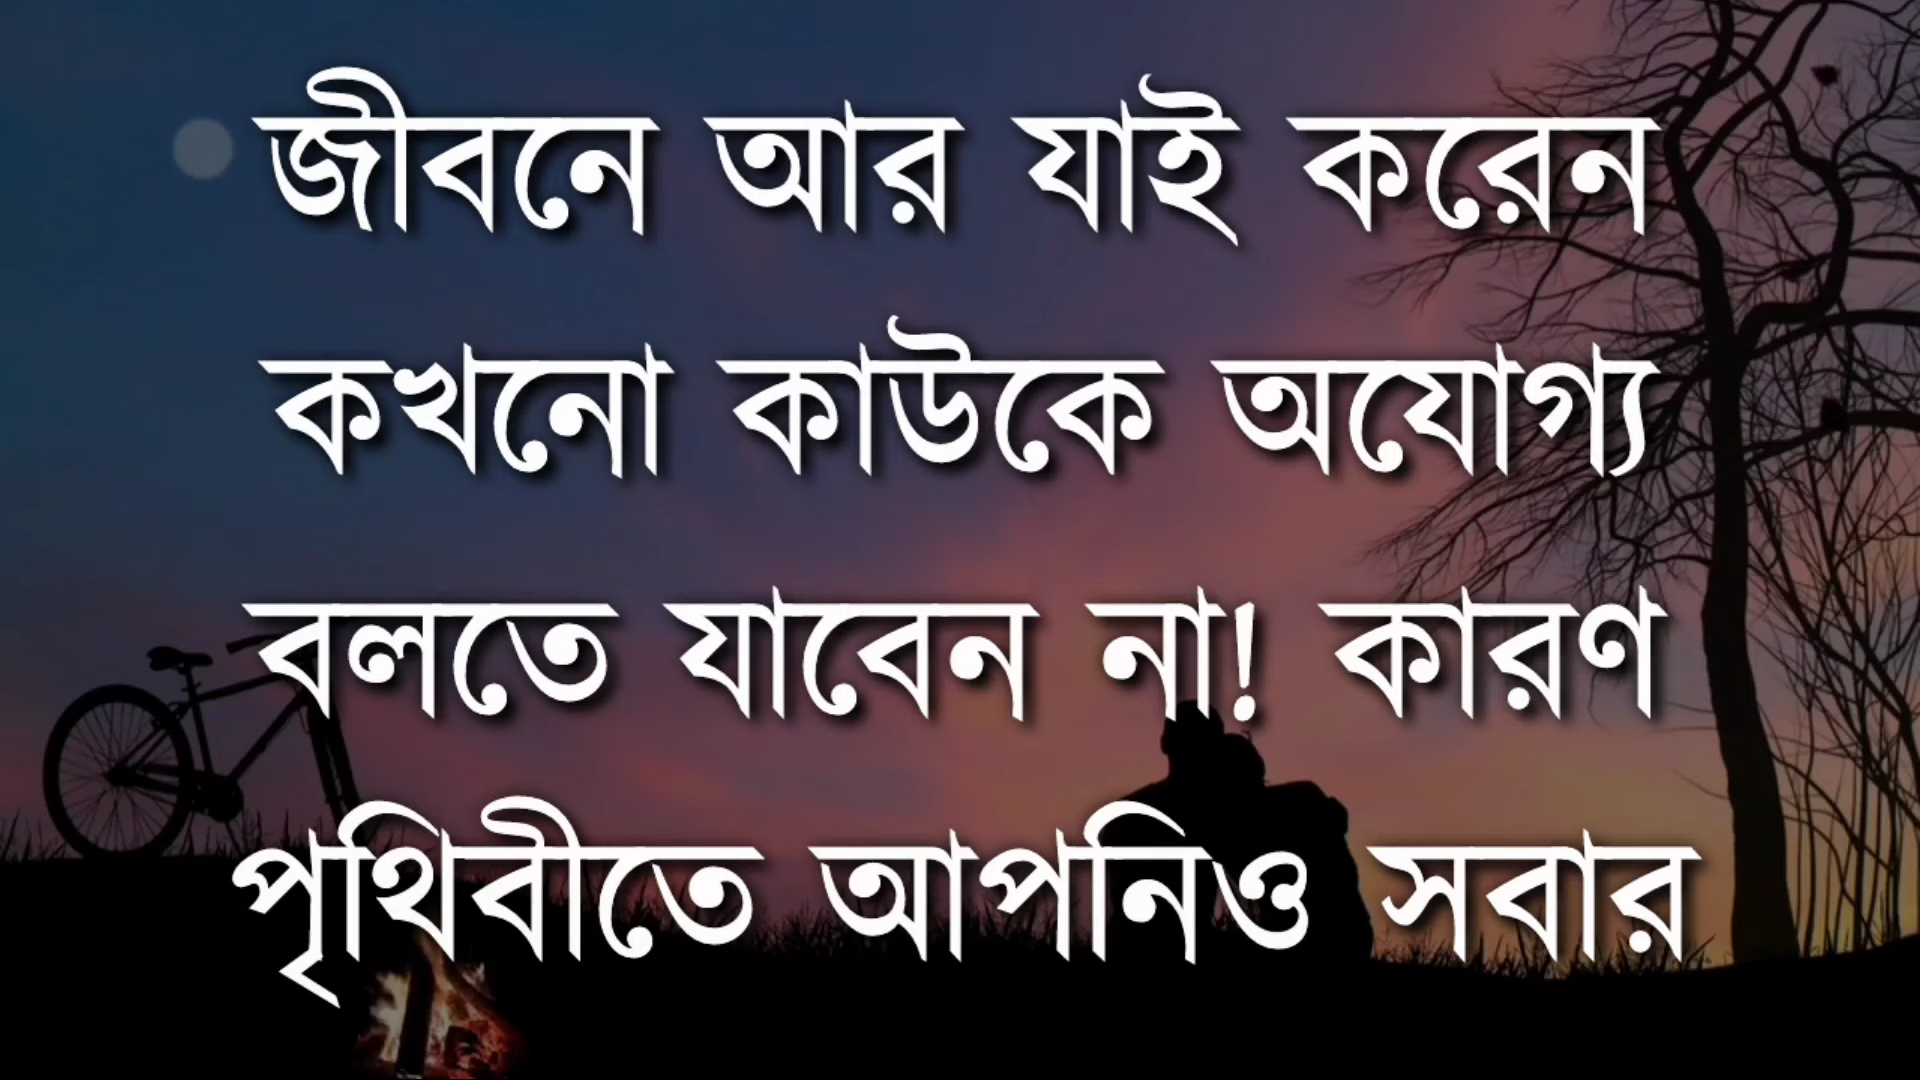 জীবনে আর যাই করেন
কখনো কাউকে অযোগ্য
বলতে যাবেন না! কারণ
পৃথিবীতে আপনিও সবার